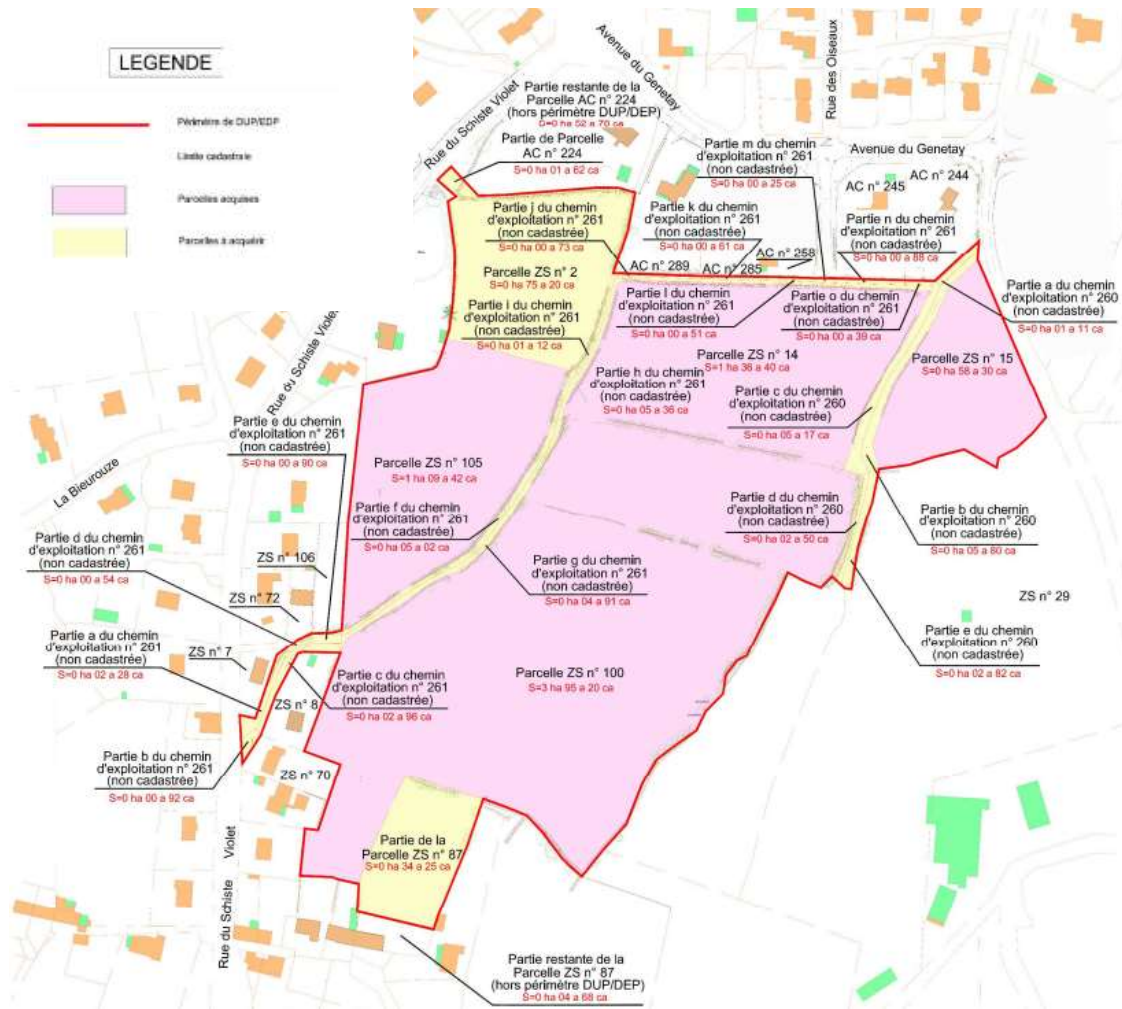 LEGENDE
Périmètre de DUP/EDP
Limite cadastrale
Parcelles acquises
Parcelles à acquérir
Avenue du Genetay
Rue des Oiseaux
Rue du Schiste Violet
Partie restante de la
Parcelle AC n° 224
(hors périmètre DUP/DEP)
S=0 ha 52 a 70 ca
Partie de Parcelle
AC n° 224
S=0 ha 01 a 62 ca
Partie m du chemin
d'exploitation n° 261
(non cadastrée)
S=0 ha 00 a 25 ca
Avenue du Genetay
AC n° 244
AC n° 245
Partie j du chemin
d'exploitation n° 261
(non cadastrée)
S=0 ha 00 a 73 ca
Partie k du chemin
d'exploitation n° 261
(non cadastrée)
S=0 ha 00 a 61 ca
Partie n du chemin
d'exploitation n° 261
(non cadastrée)
S=0 ha 00 a 88 ca
AC n° 258
AC n° 289
AC n° 285
Parcelle ZS n° 2
S=0 ha 75 a 20 ca
Partie i du chemin
d'exploitation n° 261
(non cadastrée)
S=0 ha 01 a 12 ca
Partie l du chemin
d'exploitation n° 261
(non cadastrée)
S=0 ha 00 a 51 ca
Partie o du chemin
d'exploitation n° 261
(non cadastrée)
S=0 ha 00 a 39 ca
Partie a du chemin
d'exploitation n° 260
(non cadastrée)
S=0 ha 01 a 11 ca
Rue du Schiste Violet
Parcelle ZS n° 14
S=1 ha 36 a 40 ca
Parcelle ZS n° 15
S=0 ha 58 a 30 ca
Partie h du chemin
d'exploitation n° 261
(non cadastrée)
S=0 ha 05 a 36 ca
Partie c du chemin
d'exploitation n° 260
(non cadastrée)
S=0 ha 05 a 17 ca
Partie e du chemin
d'exploitation n° 261
(non cadastrée)
S=0 ha 00 a 90 ca
La Bieurouze
Parcelle ZS n° 105
S=1 ha 09 a 42 ca
Partie f du chemin
d'exploitation n° 261
(non cadastrée)
S=0 ha 05 a 02 ca
Partie d du chemin
d'exploitation n° 260
(non cadastrée)
S=0 ha 02 a 50 ca
Partie b du chemin
d'exploitation n° 260
(non cadastrée)
S=0 ha 05 a 60 ca
Partie d du chemin
d'exploitation n° 261
(non cadastrée)
S=0 ha 00 a 54 ca
ZS n° 106
Partie g du chemin
d'exploitation n° 261
(non cadastrée)
S=0 ha 04 a 91 ca
ZS n° 72
ZS n° 29
Partie a du chemin
d'exploitation n° 261
(non cadastrée)
S=0 ha 02 a 28 ca
ZS n° 7
Partie e du chemin
d'exploitation n° 260
(non cadastrée)
S=0 ha 02 a 82 ca
Partie c du chemin
d'exploitation n° 261
(non cadastrée)
S=0 ha 02 a 96 ca
Parcelle ZS n° 100
S=3 ha 95 a 20 ca
ZS n° 8
Partie b du chemin
d'exploitation n° 261
(non cadastrée)
S=0 ha 00 a 92 ca
ZS n° 70
Partie de la
Parcelle ZS n° 87
S=0 ha 34 a 25 ca
Rue du Schiste Violet
Partie restante de la
Parcelle ZS n° 87
(hors périmètre DUP/DEP)
S=0 ha 04 a 68 ca